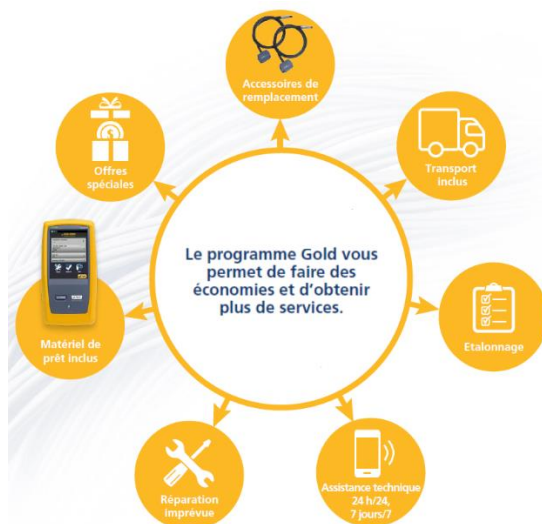 Accessoires de
remplacement
Offres
spéciales
Transport
inclus
Le programme Gold vous
permet de faire des
économies et d'obtenir
plus de services.
Matériel de
prêt inclus
Etalonnage
Réparation
imprévue
Assistance technique
24 h/24,
7 jours/7